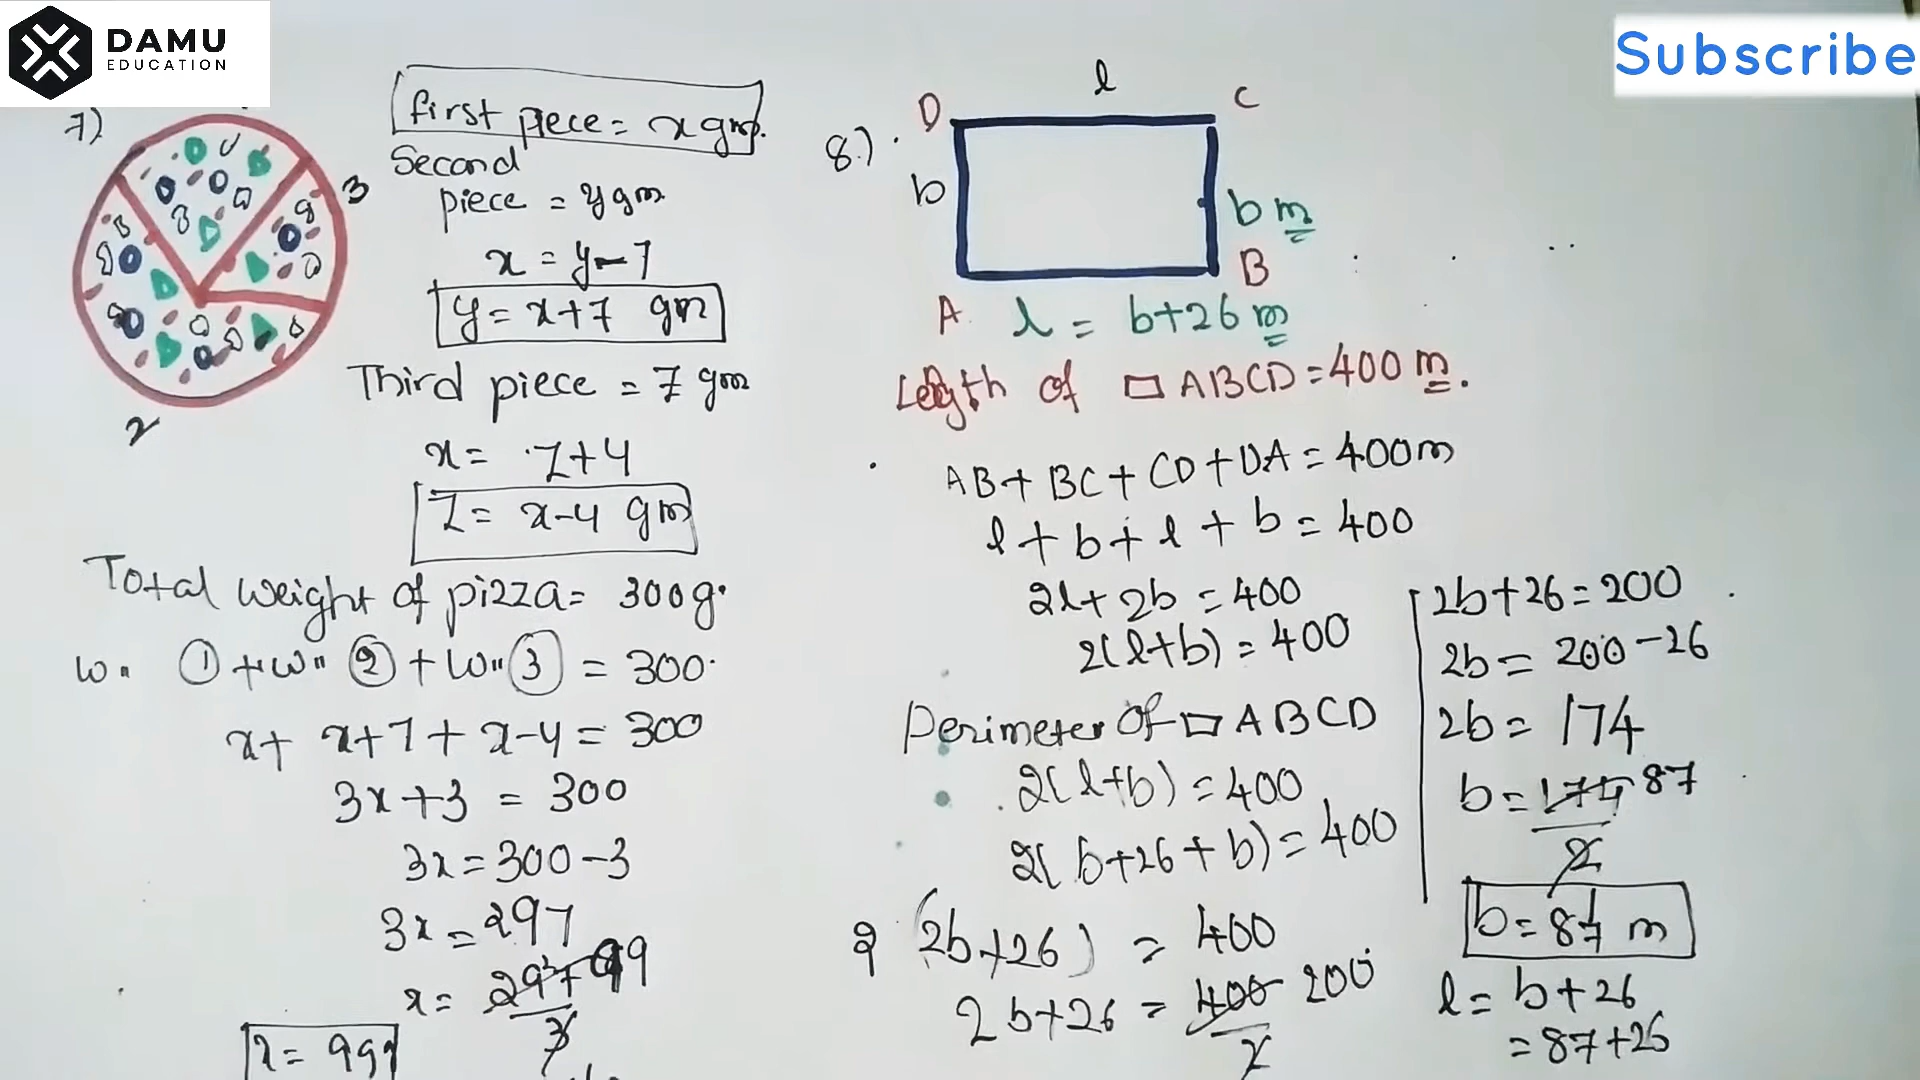 DAMU
EDUCATION
Subscribe
7)
3
2
first piece = x gm.
Second
piece = y gm
x = y-7
y = x+7 gm
Third piece = z gm
x = z+4
z = x-4 gm
Total weight of pizza = 300g.
w" ① + w" ② + w" ③ = 300.
x+ x+7+ x-4 = 300
3x+3 = 300
3x = 300-3
3x = 297
x = 297 99
3
x = 99g
8.)
D
l
C
b
b m
A
B
l = b+26 m
Length of ▭ ABCD = 400 m.
AB + BC + CD + DA = 400m
l + b + l + b = 400
2l + 2b = 400
2(l+b) = 400
Perimeter of ▭ ABCD
2(l+b) = 400
2(b+26+b) = 400
2 (2b+26) = 400
2b+26 = 400 200
2
2b+26 = 200
2b = 200-26
2b = 174
b = 174 87
2
1
b = 87 m
l = b+26
= 87+26